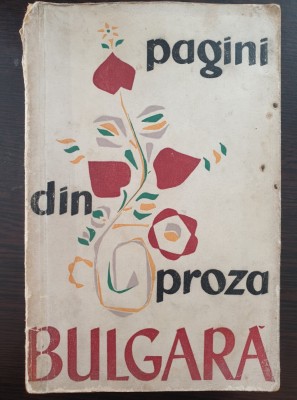 pagini
din
proza
BULGARĂ